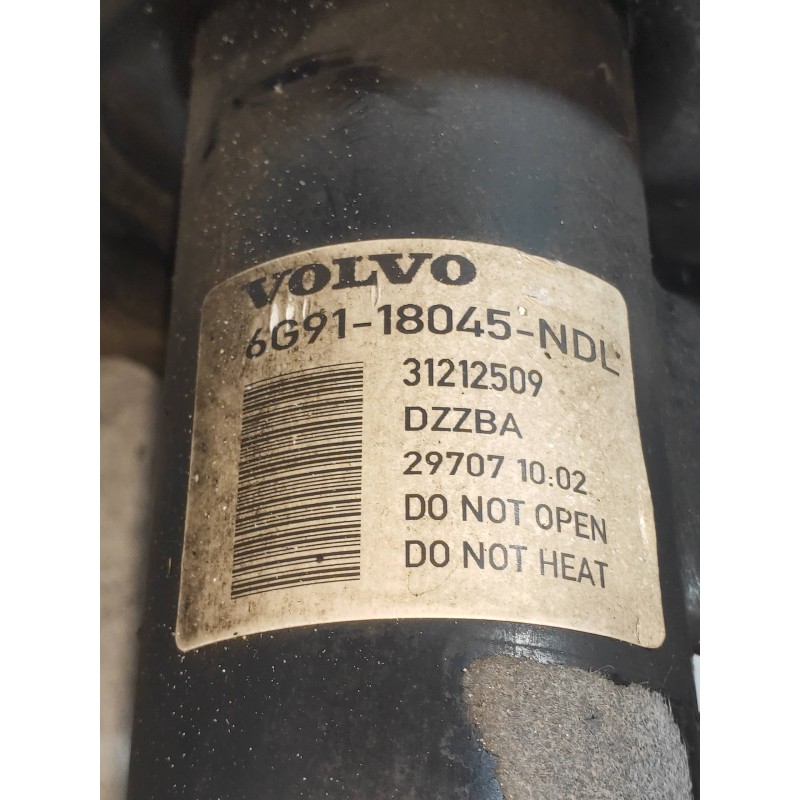 VOLVO
6G91-18045-NDL
31212509
DZZBA
29707 10:02
DO NOT OPEN
DO NOT HEAT